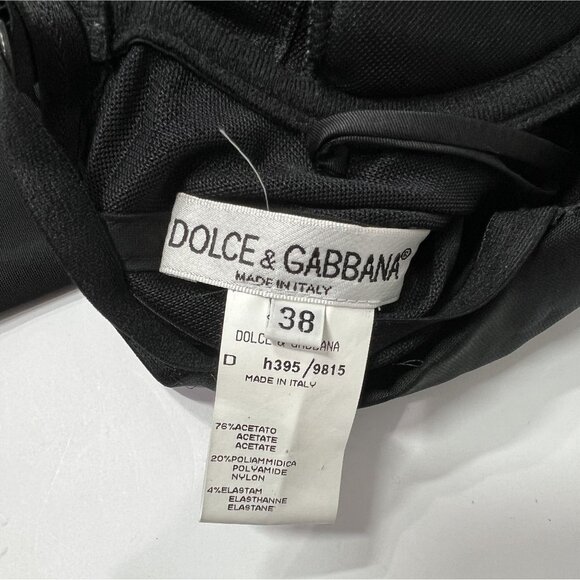 DOLCE & GABBANA®
MADE IN ITALY
38
DOLCE & GABBANA
D h395/9815
MADE IN ITALY
76%ACETATO
ACETATE
ACETATE
20%POLIAMMIDICA
POLYAMIDE
NYLON
4%ELASTAM
ELASTHANNE
ELASTANE